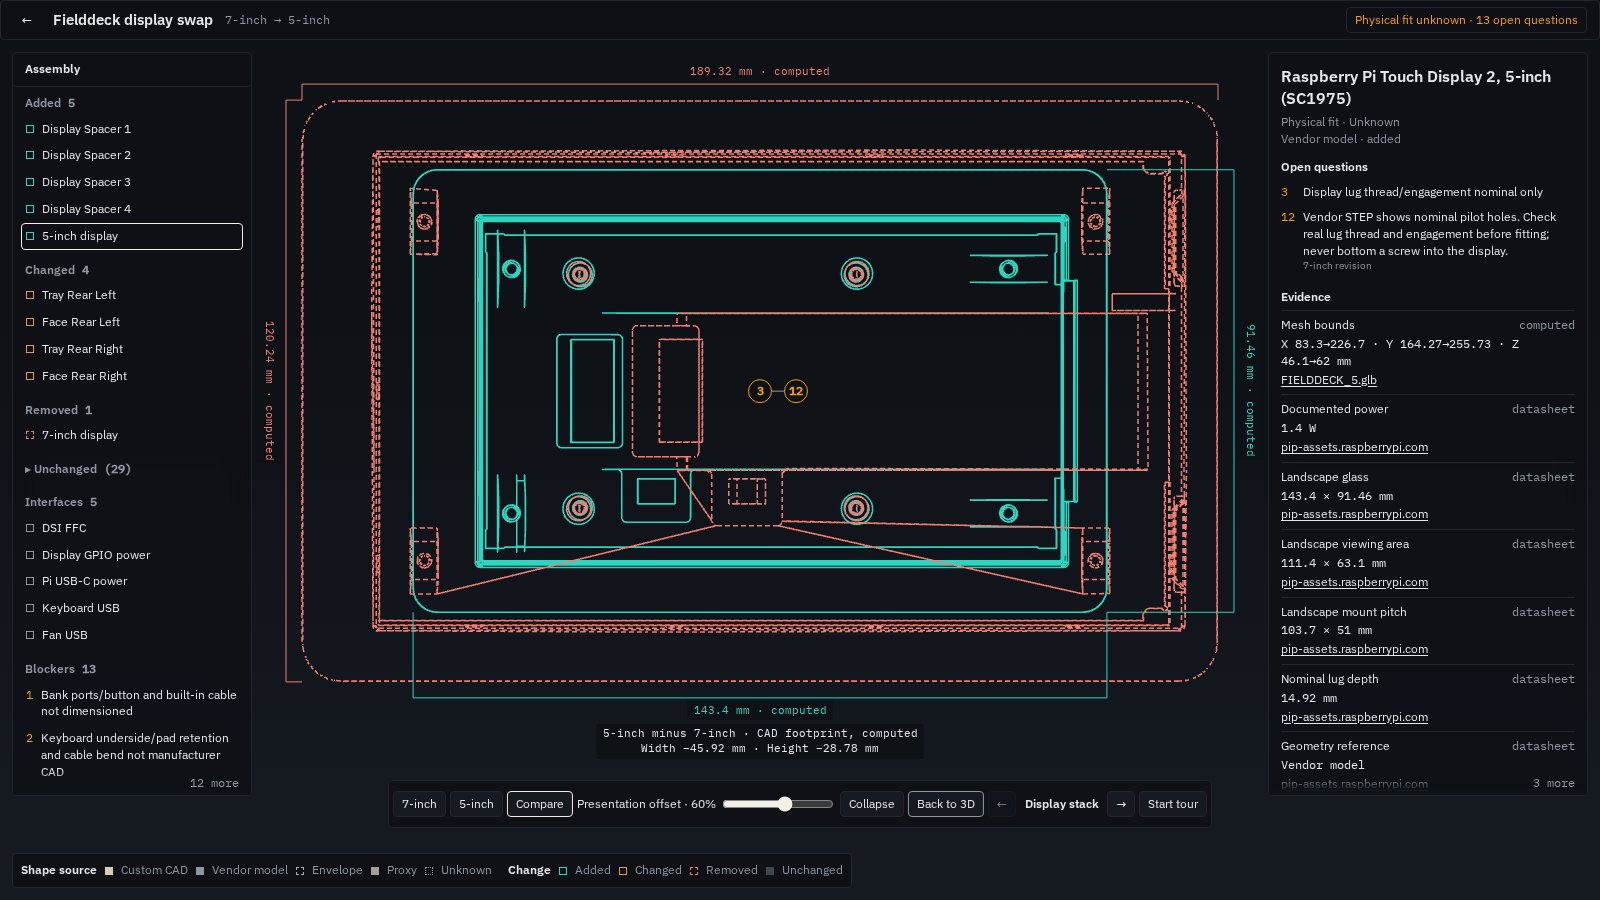 ← Fielddeck display swap 7-inch → 5-inch
Physical fit unknown · 13 open questions
Assembly
Added 5
Display Spacer 1
Display Spacer 2
Display Spacer 3
Display Spacer 4
5-inch display
Changed 4
Tray Rear Left
Face Rear Left
Tray Rear Right
Face Rear Right
Removed 1
7-inch display
▸ Unchanged (29)
Interfaces 5
DSI FFC
Display GPIO power
Pi USB-C power
Keyboard USB
Fan USB
Blockers 13
1 Bank ports/button and built-in cable
not dimensioned
2 Keyboard underside/pad retention
and cable bend not manufacturer
CAD
12 more
189.32 mm · computed
120.24 mm · computed
3 12
91.46 mm · computed
143.4 mm · computed
5-inch minus 7-inch · CAD footprint, computed
Width −45.92 mm · Height −28.78 mm
7-inch 5-inch Compare Presentation offset · 60% Collapse Back to 3D ← Display stack → Start tour
Raspberry Pi Touch Display 2, 5-inch
(SC1975)
Physical fit · Unknown
Vendor model · added
Open questions
3 Display lug thread/engagement nominal only
12 Vendor STEP shows nominal pilot holes. Check
real lug thread and engagement before fitting;
never bottom a screw into the display.
7-inch revision
Evidence
Mesh bounds computed
X 83.3→226.7 · Y 164.27→255.73 · Z
46.1→62 mm
FIELDDECK_5.glb
Documented power datasheet
1.4 W
pip-assets.raspberrypi.com
Landscape glass datasheet
143.4 × 91.46 mm
pip-assets.raspberrypi.com
Landscape viewing area datasheet
111.4 × 63.1 mm
pip-assets.raspberrypi.com
Landscape mount pitch datasheet
103.7 × 51 mm
pip-assets.raspberrypi.com
Nominal lug depth datasheet
14.92 mm
pip-assets.raspberrypi.com
Geometry reference datasheet
Vendor model
pip-assets.raspberrypi.com 3 more
Shape source Custom CAD Vendor model Envelope Proxy Unknown Change Added Changed Removed Unchanged